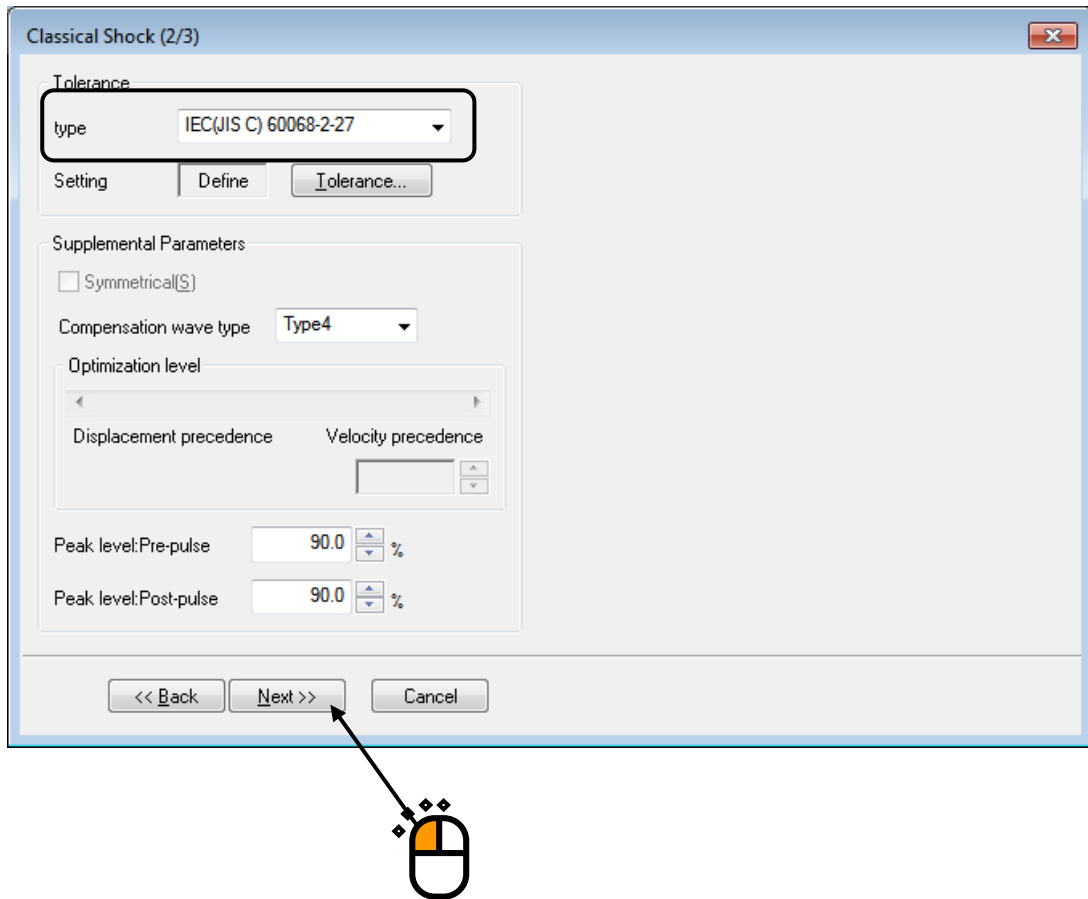 Classical Shock (2/3)
Tolerance
type IEC(JIS C) 60068-2-27
Setting Define Tolerance...
Supplemental Parameters
Symmetrical(S)
Compensation wave type Type4
Optimization level
Displacement precedence Velocity precedence
Peak level:Pre-pulse 90.0 %
Peak level:Post-pulse 90.0 %
<< Back Next >> Cancel